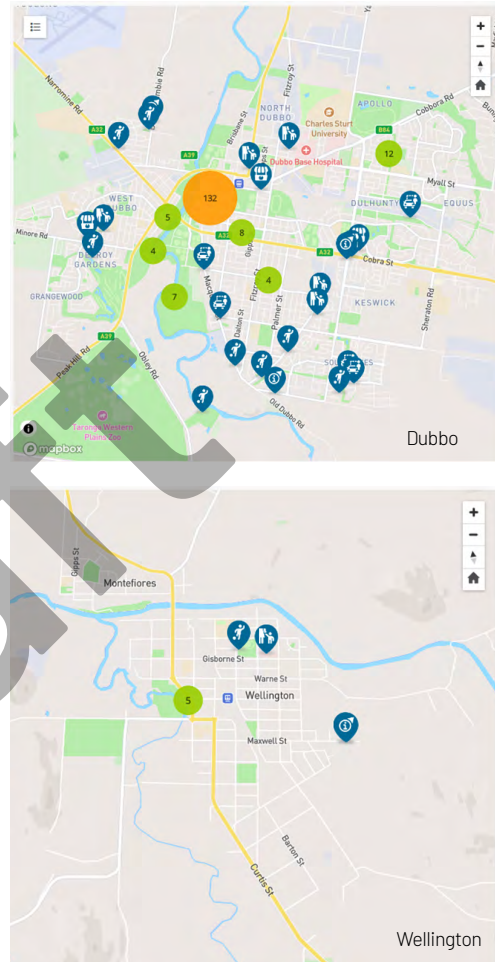 Narromine Rd
A32
A39
Brisbane St
Fitzroy St
NORTH
DUBBO
Charles Sturt
University
Dubbo Base Hospital
APOLLO
Cobbora Rd
B84
12
Myall St
WEST
132
5
8
4
4
7
DULHUNTY
EQUUS
Minore Rd
GARDENS
A32
Cobra St
GRANGEWOOD
KESWICK
Sheraton Rd
Fitzroy St
Palmer St
Dalton St
A39
Peak Hill Rd
Obley Rd
Old Dubbo Rd
Taronga Western
Plains Zoo
mapbox
Dubbo
Gipps St
Montefiores
Gisborne St
Warne St
5
Wellington
Maxwell St
Barton St
Curtis St
Wellington